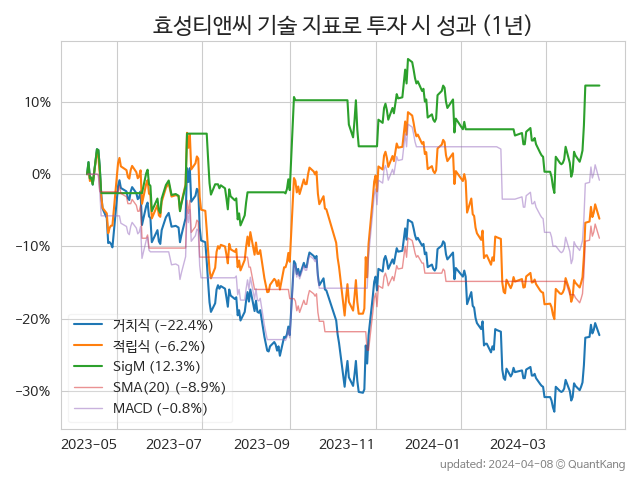 효성티앤씨 기술 지표로 투자 시 성과 (1년)
10%
0%
−10%
−20%
−30%
거치식 (−22.4%)
적립식 (−6.2%)
SigM (12.3%)
SMA(20) (−8.9%)
MACD (−0.8%)
2023-05 2023-07 2023-09 2023-11 2024-01 2024-03
updated: 2024-04-08 © QuantKang